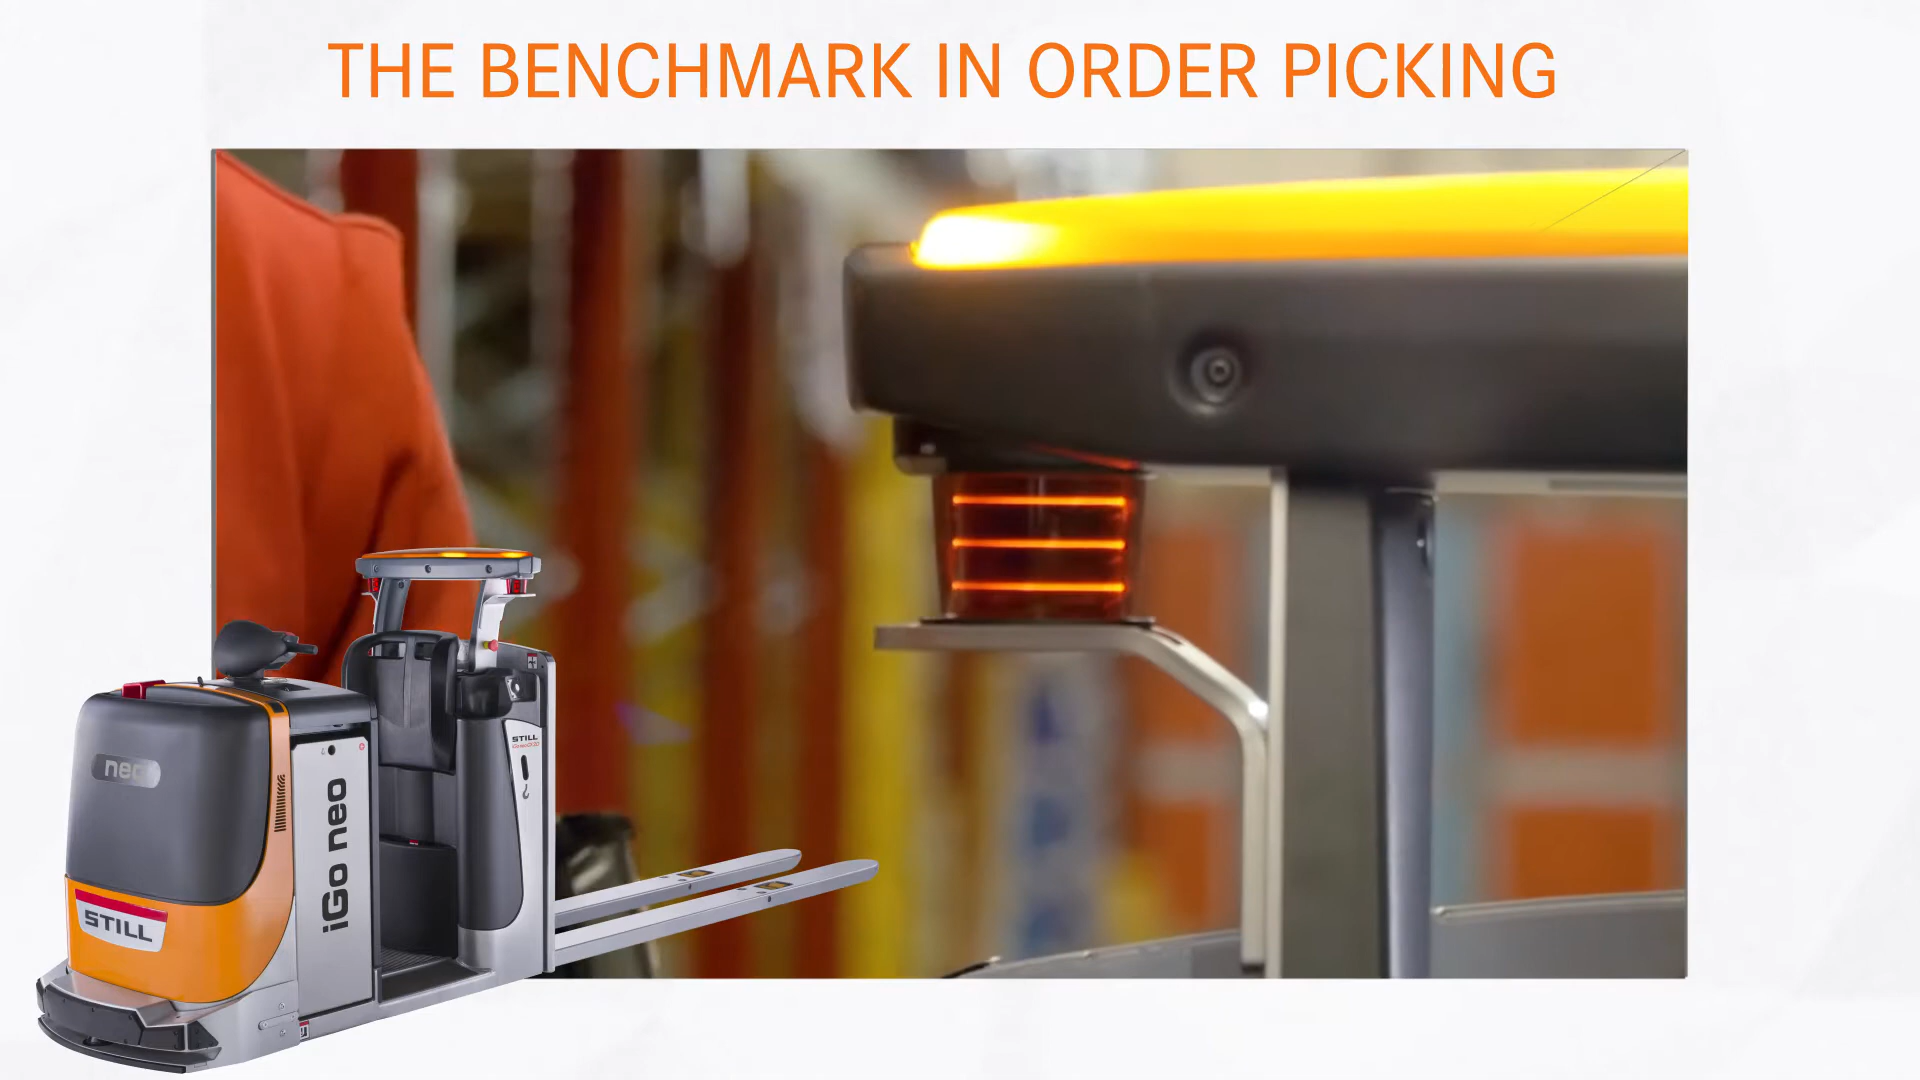 THE BENCHMARK IN ORDER PICKING
neo
iGo neo
STILL
STILL